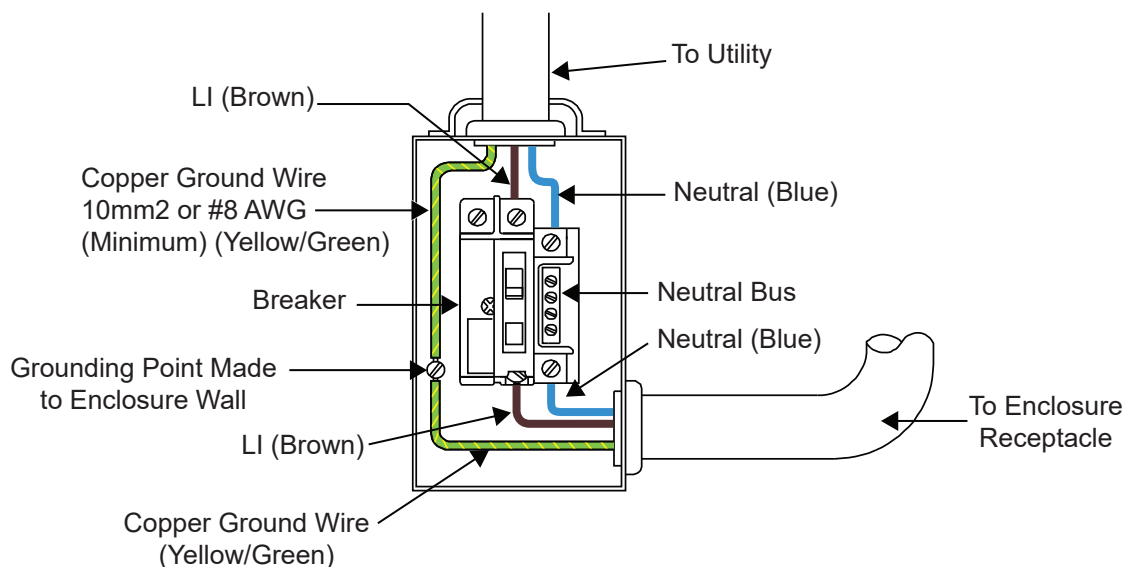 To Utility
LI (Brown)
Copper Ground Wire
10mm2 or #8 AWG
(Minimum) (Yellow/Green)
Neutral (Blue)
Breaker
Neutral Bus
Neutral (Blue)
Grounding Point Made
to Enclosure Wall
To Enclosure
Receptacle
LI (Brown)
Copper Ground Wire
(Yellow/Green)